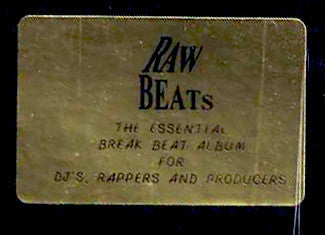 RAW
BEATS
THE ESSENTIAL
BREAK BEAT ALBUM
FOR
DJ'S, RAPPERS AND PRODUCERS